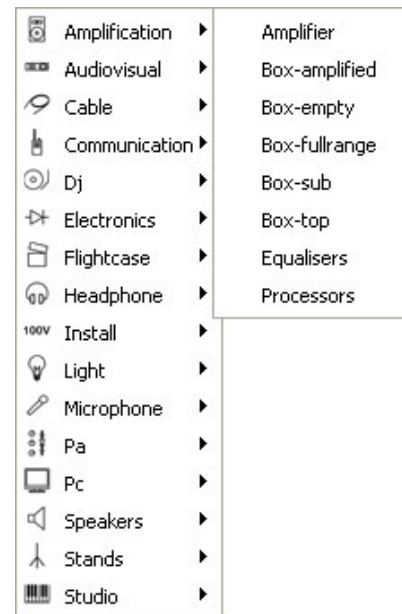 Amplification
Audiovisual
Cable
Communication
Dj
Electronics
Flightcase
Headphone
100V Install
Light
Microphone
Pa
Pc
Speakers
Stands
Studio
Amplifier
Box-amplified
Box-empty
Box-fullrange
Box-sub
Box-top
Equalisers
Processors